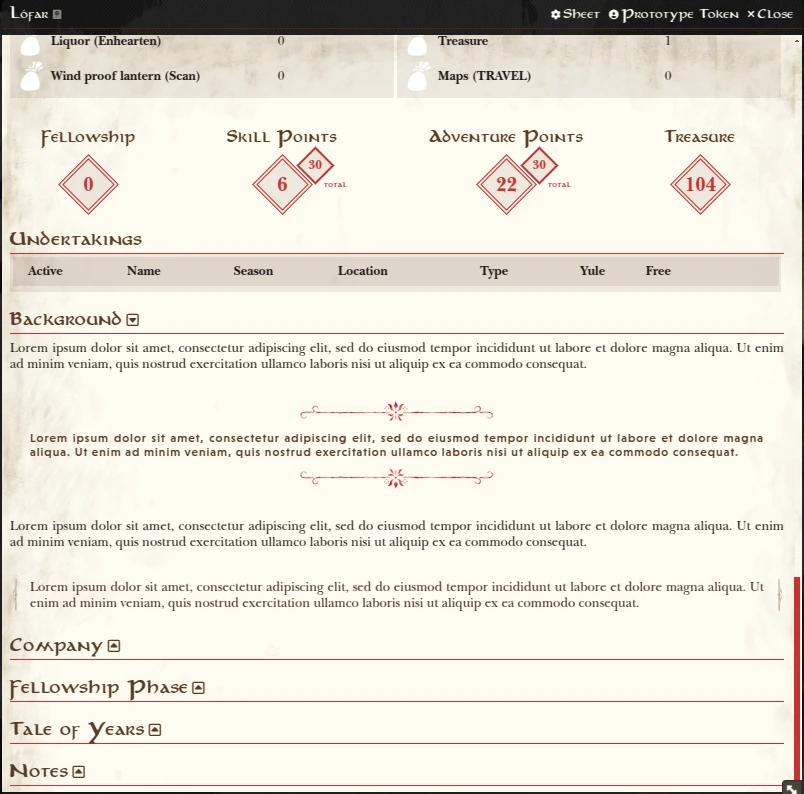 Lófar
Sheet Prototype Token Close
Liquor (Enhearten) 0 Treasure 1
Wind proof lantern (Scan) 0 Maps (TRAVEL) 0
Fellowship Skill Points Adventure Points Treasure
0 6 30 TOTAL 22 30 TOTAL 104
Undertakings
Active Name Season Location Type Yule Free
Background
Lorem ipsum dolor sit amet, consectetur adipiscing elit, sed do eiusmod tempor incididunt ut labore et dolore magna aliqua. Ut enim
ad minim veniam, quis nostrud exercitation ullamco laboris nisi ut aliquip ex ea commodo consequat.
Lorem ipsum dolor sit amet, consectetur adipiscing elit, sed do eiusmod tempor incididunt ut labore et dolore magna
aliqua. Ut enim ad minim veniam, quis nostrud exercitation ullamco laboris nisi ut aliquip ex ea commodo consequat.
Lorem ipsum dolor sit amet, consectetur adipiscing elit, sed do eiusmod tempor incididunt ut labore et dolore magna aliqua. Ut enim
ad minim veniam, quis nostrud exercitation ullamco laboris nisi ut aliquip ex ea commodo consequat.
Lorem ipsum dolor sit amet, consectetur adipiscing elit, sed do eiusmod tempor incididunt ut labore et dolore magna aliqua. Ut
enim ad minim veniam, quis nostrud exercitation ullamco laboris nisi ut aliquip ex ea commodo consequat.
Company
Fellowship Phase
Tale of Years
Notes